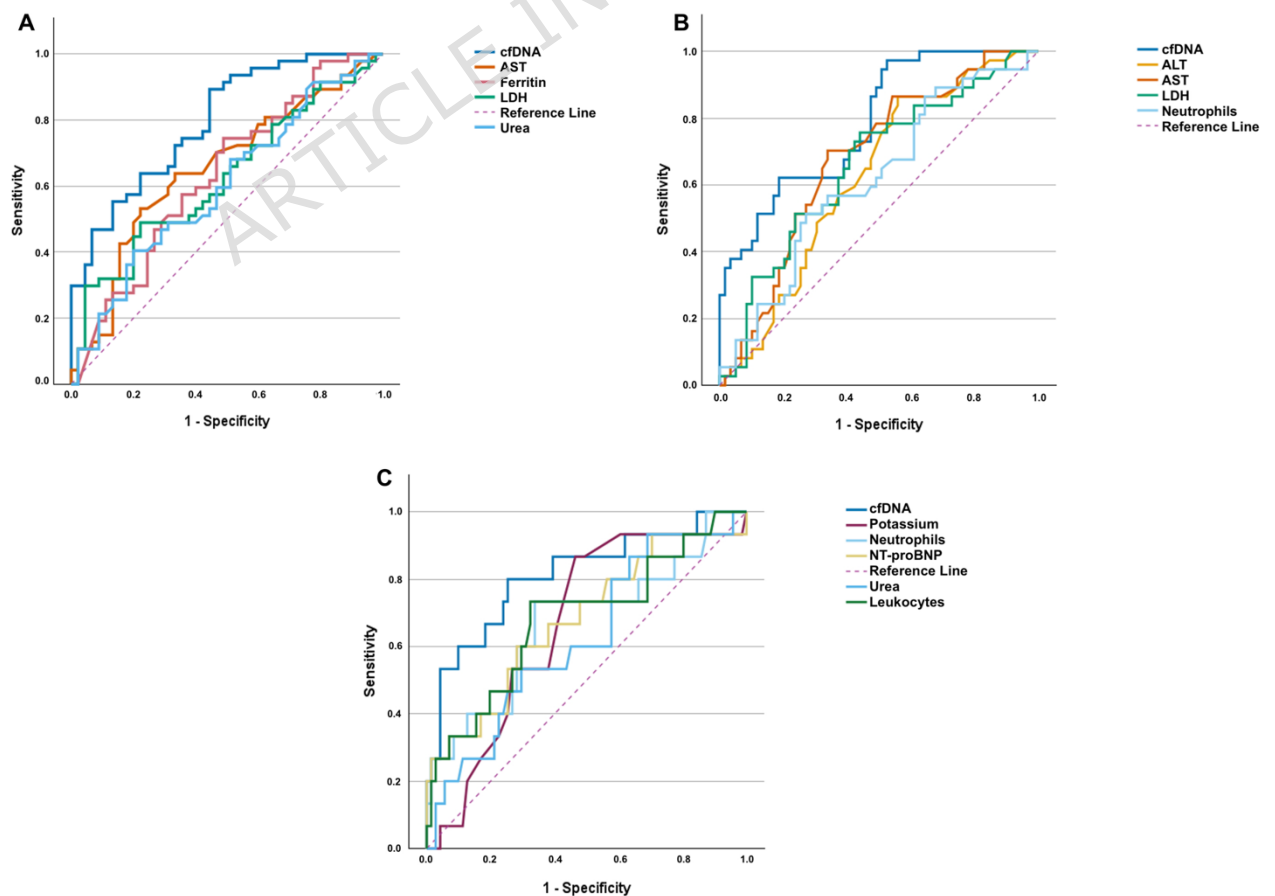 A
1.0
0.8
0.6
0.4
0.2
0.0
Sensitivity
0.0 0.2 0.4 0.6 0.8 1.0
1 - Specificity
cfDNA
AST
Ferritin
LDH
Reference Line
Urea
ARTICLE IN
B
1.0
0.8
0.6
0.4
0.2
0.0
Sensitivity
0.0 0.2 0.4 0.6 0.8 1.0
1 - Specificity
cfDNA
ALT
AST
LDH
Neutrophils
Reference Line
C
1.0
0.8
0.6
0.4
0.2
0.0
Sensitivity
0.0 0.2 0.4 0.6 0.8 1.0
1 - Specificity
cfDNA
Potassium
Neutrophils
NT-proBNP
Reference Line
Urea
Leukocytes